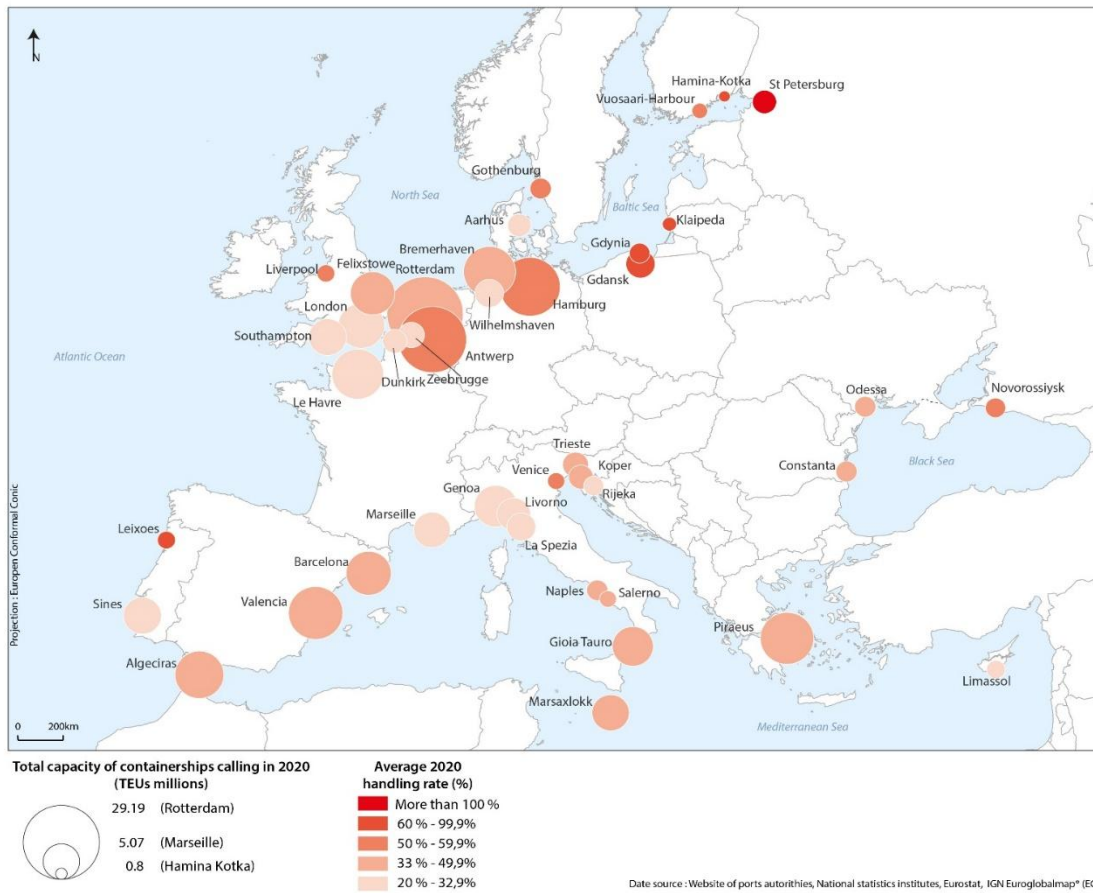 N
Hamina-Kotka
St Petersburg
Vuosaari-Harbour
Gothenburg
North Sea
Baltic Sea
Aarhus
Klaipeda
Bremerhaven
Gdynia
Liverpool
Felixstowe
Rotterdam
Gdansk
Hamburg
London
Wilhelmshaven
Southampton
Atlantic Ocean
Antwerp
Dunkirk
Zeebrugge
Le Havre
Odessa
Novorossiysk
Trieste
Black Sea
Venice
Koper
Constanta
Genoa
Livorno
Rijeka
Marseille
Leixoes
La Spezia
Barcelona
Naples
Salerno
Sines
Valencia
Piraeus
Gioia Tauro
Algeciras
Limassol
Marsaxlokk
Mediterranean Sea
Projection : Europen Conformal Conic
0 200km
Total capacity of containerships calling in 2020
(TEUs millions)
29.19 (Rotterdam)
5.07 (Marseille)
0.8 (Hamina Kotka)
Average 2020
handling rate (%)
More than 100 %
60 % - 99,9%
50 % - 59,9%
33 % - 49,9%
20 % - 32,9%
Date source : Website of ports autorithies, National statistics institutes, Eurostat, IGN Euroglobalmap® (EG